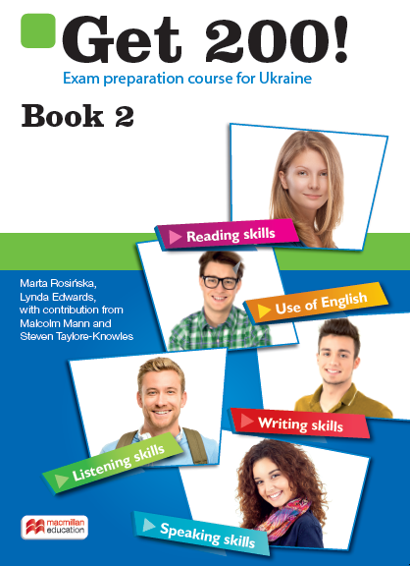 Get 200!
Exam preparation course for Ukraine
Book 2
Reading skills
Marta Rosińska,
Lynda Edwards,
with contribution from
Malcolm Mann and
Steven Taylore-Knowles
Use of English
Writing skills
Listening skills
Speaking skills
macmillan
education